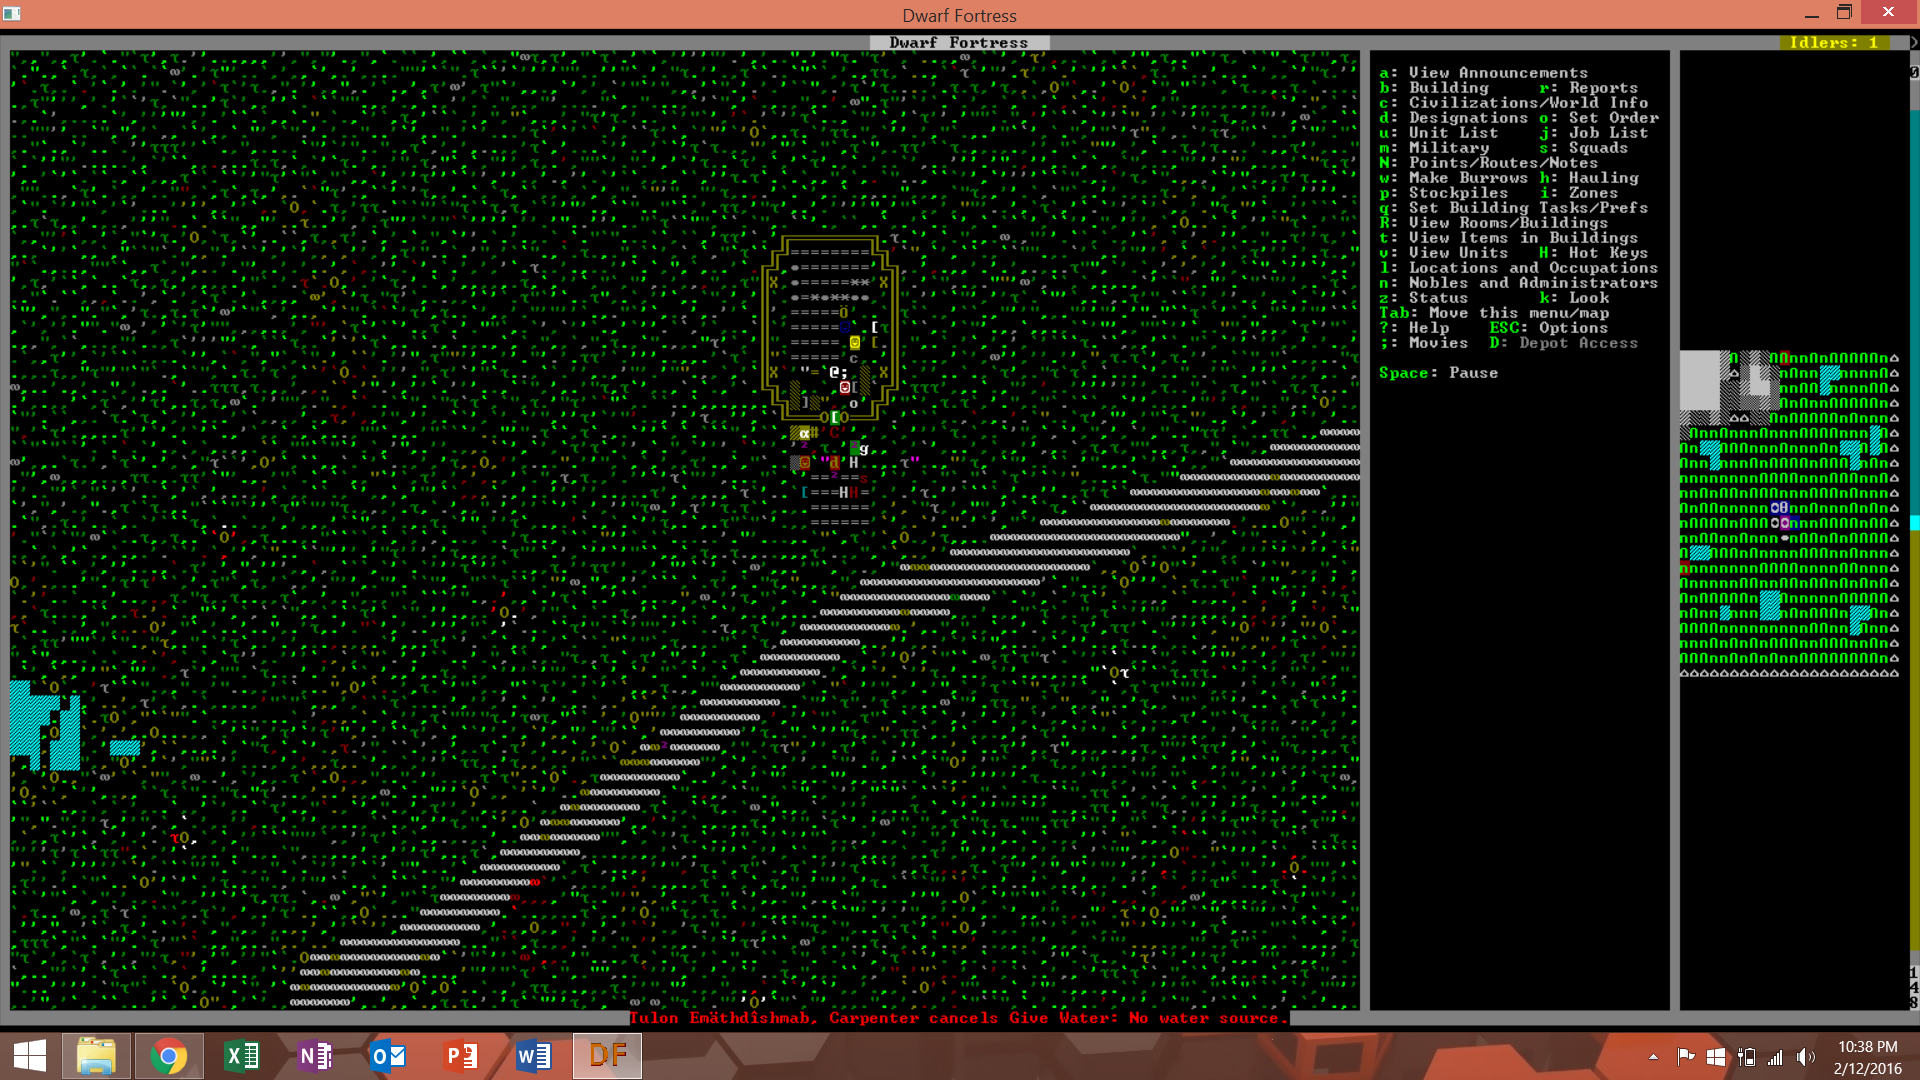 Dwarf Fortress
Dwarf Fortress
Idlers: 1
a: View Announcements
b: Building r: Reports
c: Civilizations/World Info
d: Designations o: Set Order
u: Unit List j: Job List
m: Military s: Squads
N: Points/Routes/Notes
w: Make Burrows h: Hauling
p: Stockpiles i: Zones
q: Set Building Tasks/Prefs
R: View Rooms/Buildings
t: View Items in Buildings
v: View Units H: Hot Keys
l: Locations and Occupations
n: Nobles and Administrators
z: Status k: Look
Tab: Move this menu/map
?: Help ESC: Options
;: Movies D: Depot Access
Space: Pause
Tulon Emäthdîshmab, Carpenter cancels Give Water: No water source.
DF
10:38 PM
2/12/2016